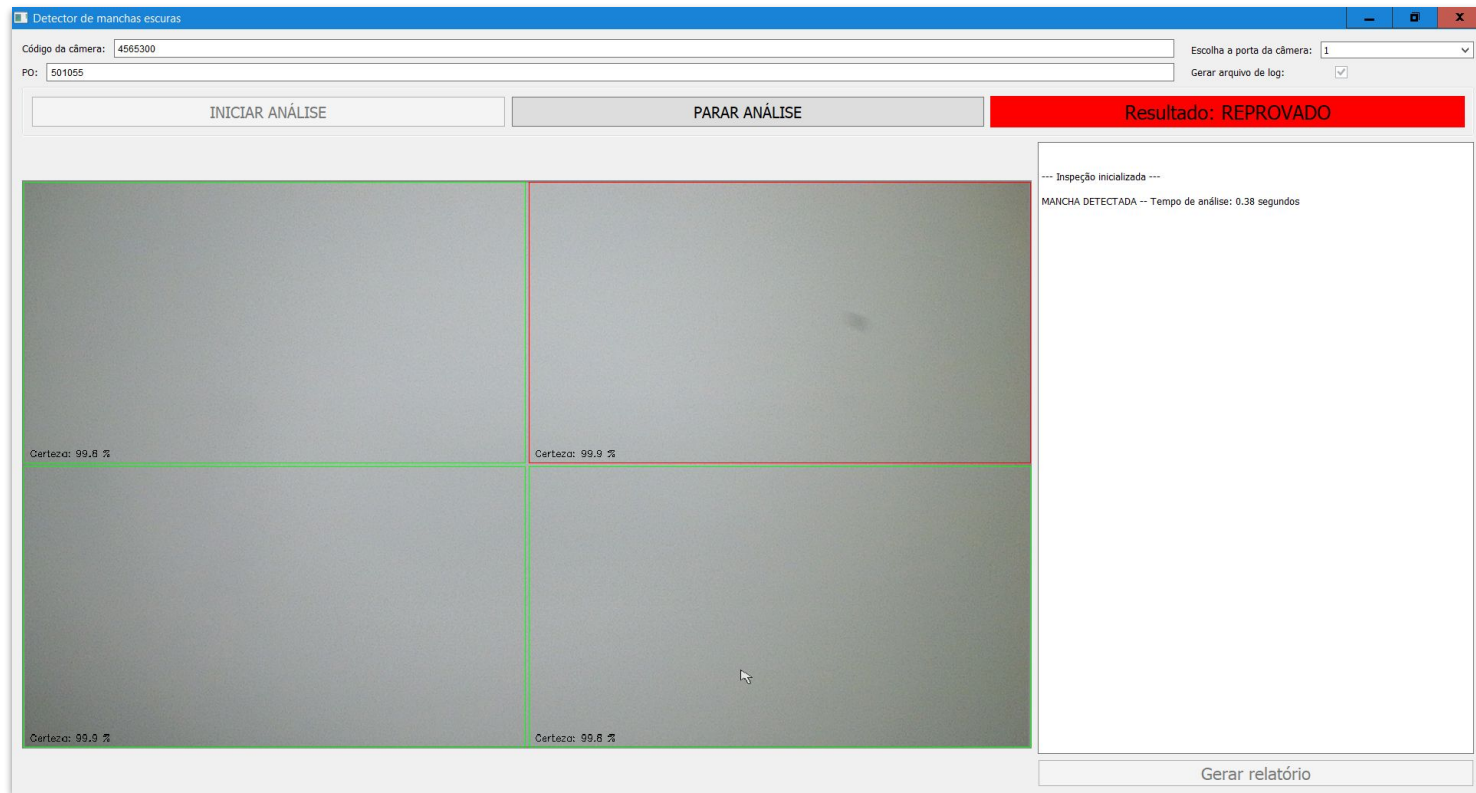 Detector de manchas escuras
Código da câmera: 4565300
Escolha a porta da câmera: 1
PO: 501055
Gerar arquivo de log:
INICIAR ANÁLISE
PARAR ANÁLISE
Resultado: REPROVADO
--- Inspeção inicializada ---
MANCHA DETECTADA -- Tempo de análise: 0.38 segundos
Certeza: 99.8 %
Certeza: 99.9 %
Certeza: 99.9 %
Certeza: 99.8 %
Gerar relatório